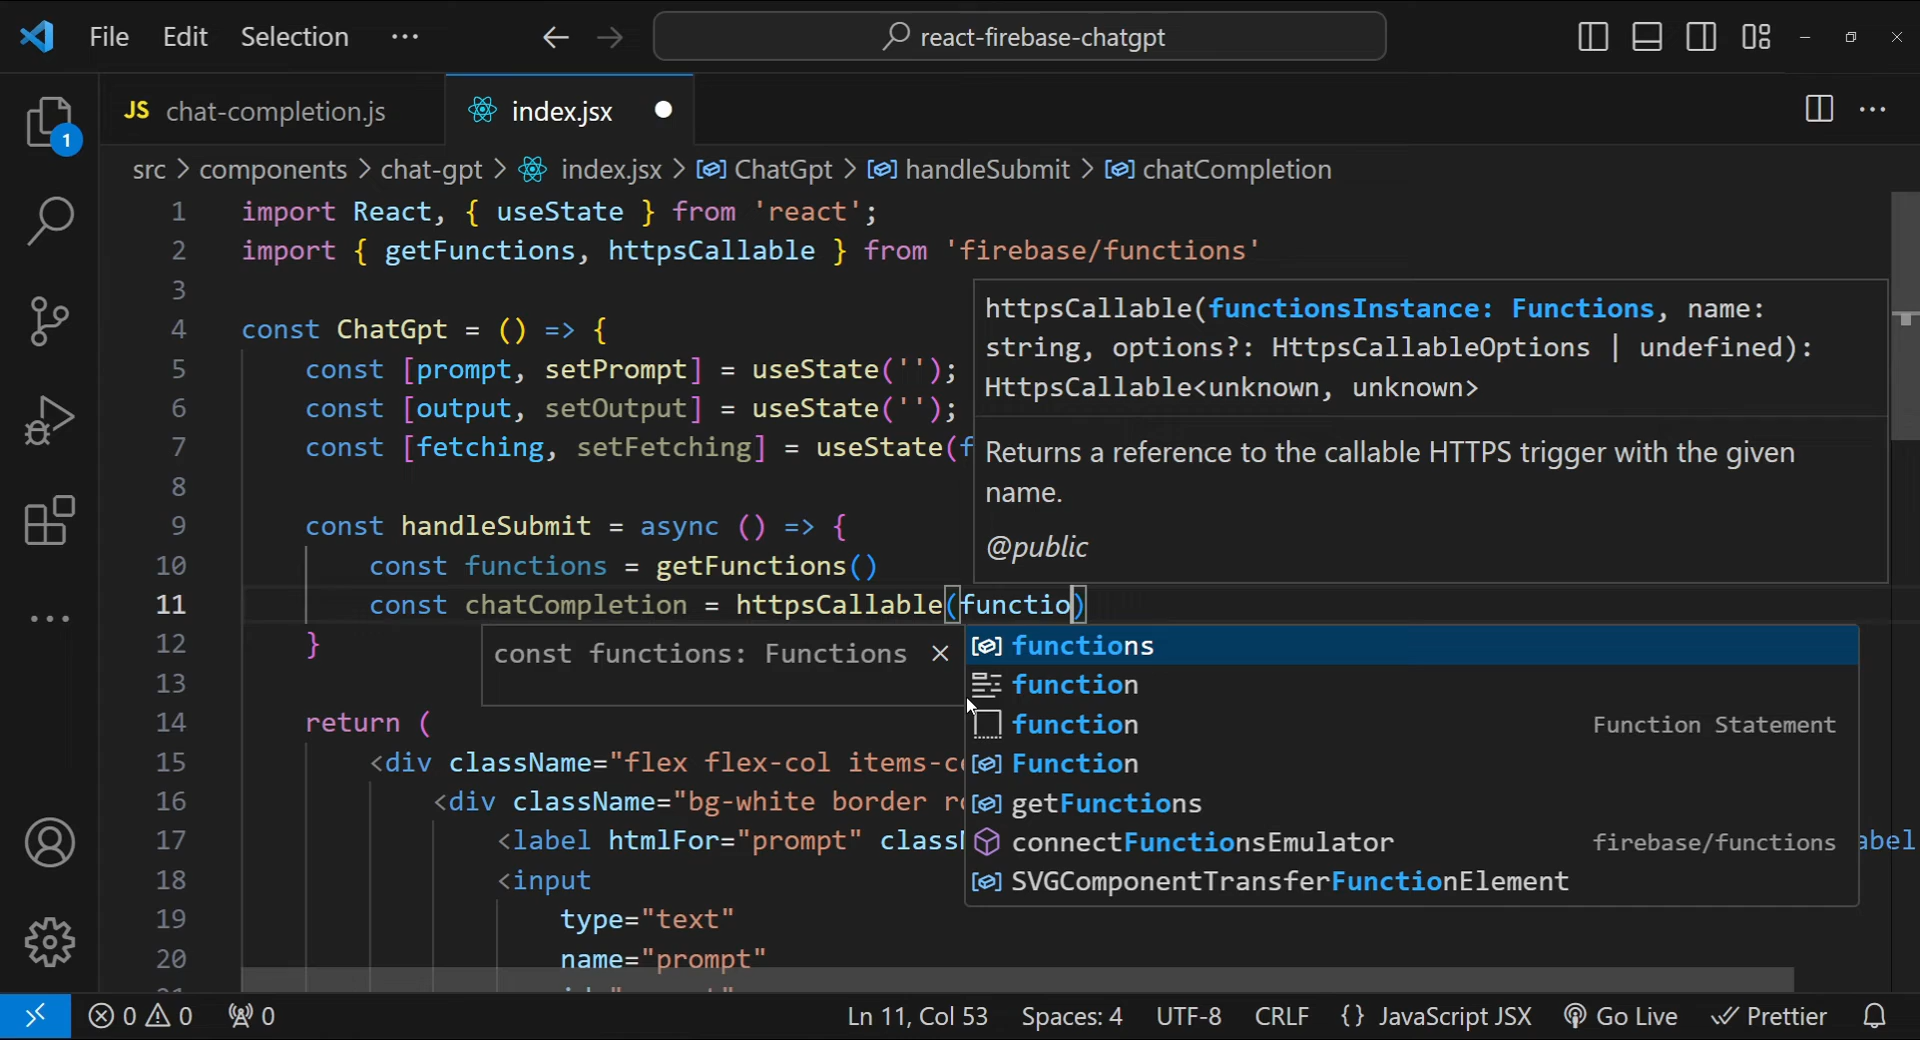 File Edit Selection ··· react-firebase-chatgpt
JS chat-completion.js index.jsx
1
src > components > chat-gpt > index.jsx > ChatGpt > handleSubmit > chatCompletion
1 import React, { useState } from 'react';
2 import { getFunctions, httpsCallable } from 'firebase/functions'
3
4 const ChatGpt = () => {
5 const [prompt, setPrompt] = useState('');
6 const [output, setOutput] = useState('');
7 const [fetching, setFetching] = useState(f
8
9 const handleSubmit = async () => {
10 const functions = getFunctions()
11 const chatCompletion = httpsCallable(functio)
12 }
13
14 return (
15 <div className="flex flex-col items-c
16 <div className="bg-white border r
17 <label htmlFor="prompt" class
18 <input
19 type="text"
20 name="prompt"
httpsCallable(functionsInstance: Functions, name:
string, options?: HttpsCallableOptions | undefined):
HttpsCallable<unknown, unknown>
Returns a reference to the callable HTTPS trigger with the given
name.
@public
const functions: Functions ×
functions
function
function Function Statement
Function
getFunctions
connectFunctionsEmulator firebase/functions
SVGComponentTransferFunctionElement
abel
0 0 0 Ln 11, Col 53 Spaces: 4 UTF-8 CRLF {} JavaScript JSX Go Live Prettier